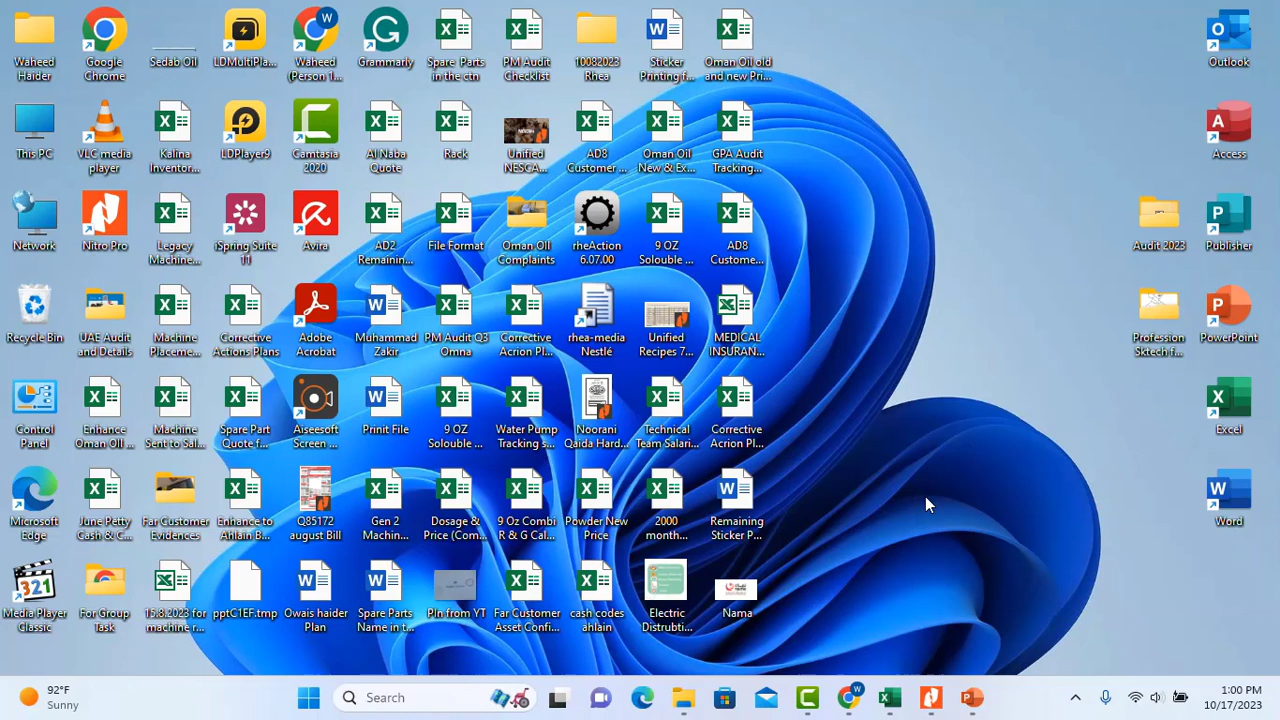 Waheed
Haider
Google
Chrome
Sedab Oil
LDMultiPla...
Waheed
(Person 1...
Grammarly
Spare Parts
in the ctn
PM Audit
Checklist
10082023
Rhea
Sticker
Printing f...
Oman Oil old
and new Pri...
Outlook
This PC
VLC media
player
Kalina
Inventor...
LDPlayer9
Camtasia
2020
Al Naba
Quote
Rack
Unified
NESCA...
AD8
Customer ...
Oman Oil
New & Ex...
GPA Audit
Tracking...
Access
Network
Nitro Pro
Legacy
Machine...
iSpring Suite
11
Avira
AD2
Remainin...
File Format
Oman OIl
Complaints
rheAction
6.07.00
9 OZ
Solouble ...
AD8
Custome...
Audit 2023
Publisher
Recycle Bin
UAE Audit
and Details
Machine
Placeme...
Corrective
Actions Plans
Adobe
Acrobat
Muhammad
Zakir
PM Audit Q3
Omna
Corrective
Acrion Pl...
rhea-media
Nestlé
Unified
Recipes 7...
MEDICAL
INSURAN...
Profession
Sktech f...
PowerPoint
Control
Panel
Enhance
Oman Oil ...
Machine
Sent to Sal...
Spare Part
Quote f...
Aiseesoft
Screen ...
Prinit File
9 OZ
Solouble ...
Water Pump
Tracking s...
Noorani
Qaida Hard...
Technical
Team Salari...
Corrective
Acrion Pl...
Excel
Microsoft
Edge
June Petty
Cash & C...
Far Customer
Evidences
Enhance to
Ahlain B...
Q85172
august Bill
Gen 2
Machin...
Dosage &
Price (Com...
9 Oz Combi
R & G Cal...
Powder New
Price
2000
month...
Remaining
Sticker P...
Word
Media Player
Classic
For Group
Task
15.8.2023 for
machine r...
pptC1EF.tmp
Owais haider
Plan
Spare Parts
Name in t...
PIn from YT
Far Customer
Asset Confi...
cash codes
ahlain
Electric
Distrubti...
Nama
92°F
Sunny
Search
1:00 PM
10/17/2023